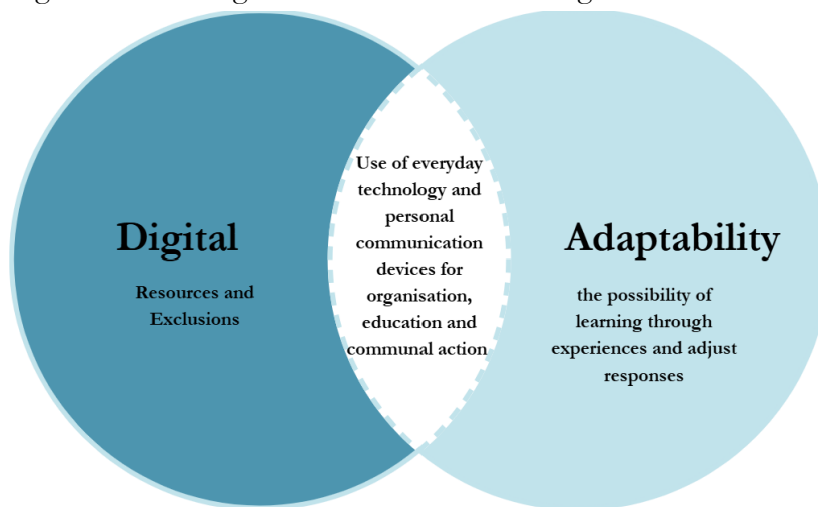 Digital
Resources and
Exclusions
Use of everyday
technology and
personal
communication
devices for
organisation,
education and
communal action
Adaptability
the possibility of
learning through
experiences and adjust
responses